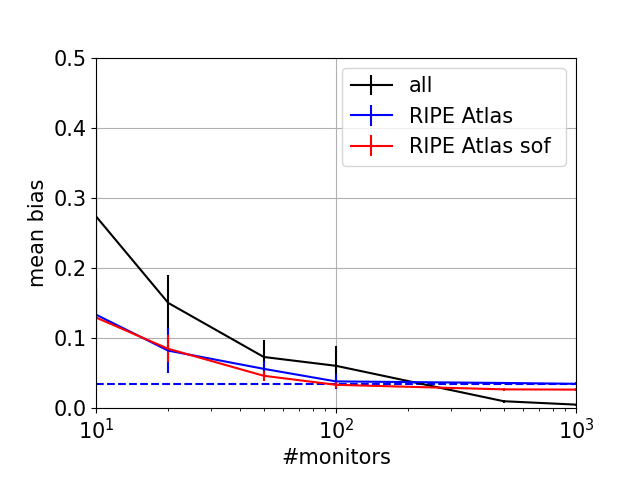 0.5
0.4
0.3
0.2
0.1
0.0
mean bias
all
RIPE Atlas
RIPE Atlas sof
10¹ 10² 10³
#monitors